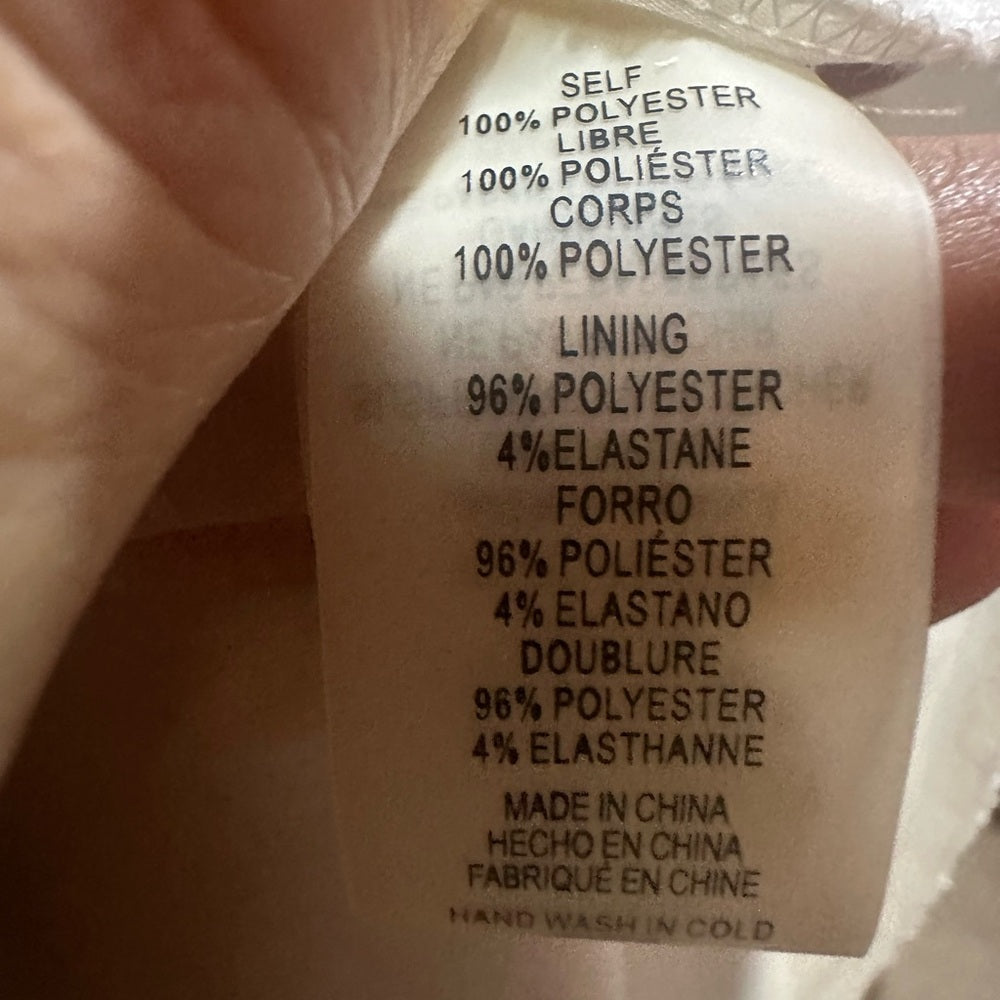 SELF
100% POLYESTER
LIBRE
100% POLIÉSTER
CORPS
100% POLYESTER
LINING
96% POLYESTER
4%ELASTANE
FORRO
96% POLIÉSTER
4% ELASTANO
DOUBLURE
96% POLYESTER
4% ELASTHANNE
MADE IN CHINA
HECHO EN CHINA
FABRIQUÉ EN CHINE
HAND WASH IN COLD